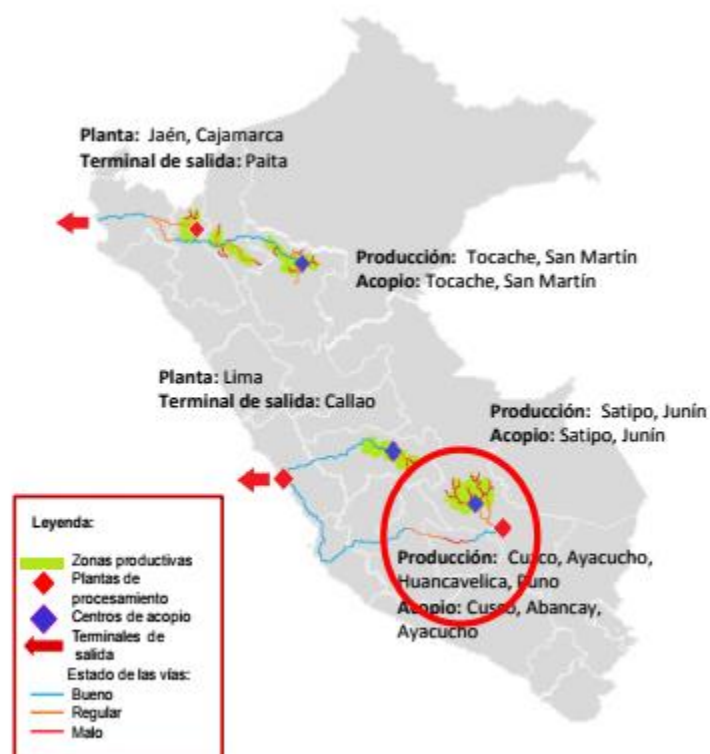 Planta: Jaén, Cajamarca
Terminal de salida: Paita
Producción: Tocache, San Martín
Acopio: Tocache, San Martín
Planta: Lima
Terminal de salida: Callao
Producción: Satipo, Junín
Acopio: Satipo, Junín
Producción: Cusco, Ayacucho,
Huancavelica, Puno
Acopio: Cusco, Abancay,
Ayacucho
Leyenda:
Zonas productivas
Plantas de
procesamiento
Centros de acopio
Terminales de
salida
Estado de las vías:
Bueno
Regular
Malo